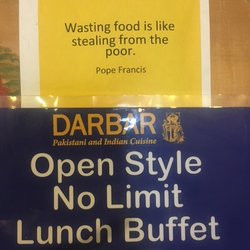 Wasting food is like
stealing from the
poor.
Pope Francis
DARBAR
Pakistani and Indian Cuisine
Open Style
No Limit
Lunch Buffet